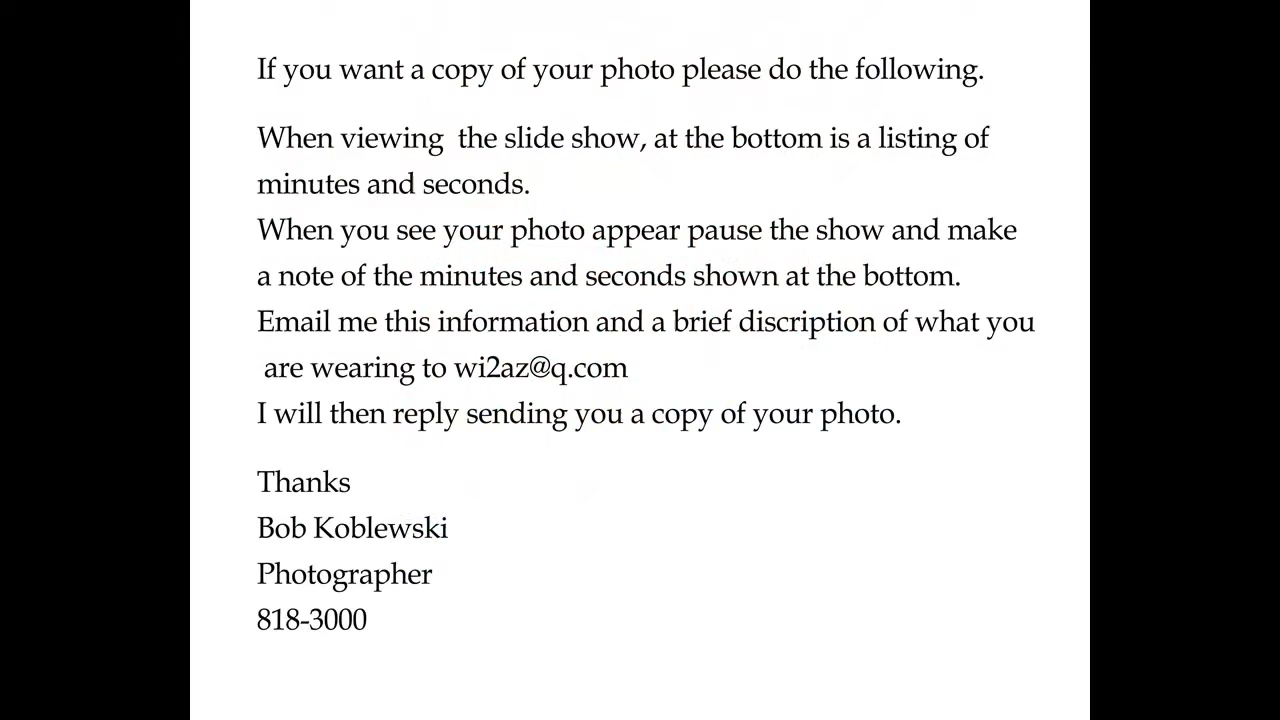 If you want a copy of your photo please do the following.
When viewing  the slide show, at the bottom is a listing of
minutes and seconds.
When you see your photo appear pause the show and make
a note of the minutes and seconds shown at the bottom.
Email me this information and a brief discription of what you
are wearing to wi2az@q.com
I will then reply sending you a copy of your photo.
Thanks
Bob Koblewski
Photographer
818-3000